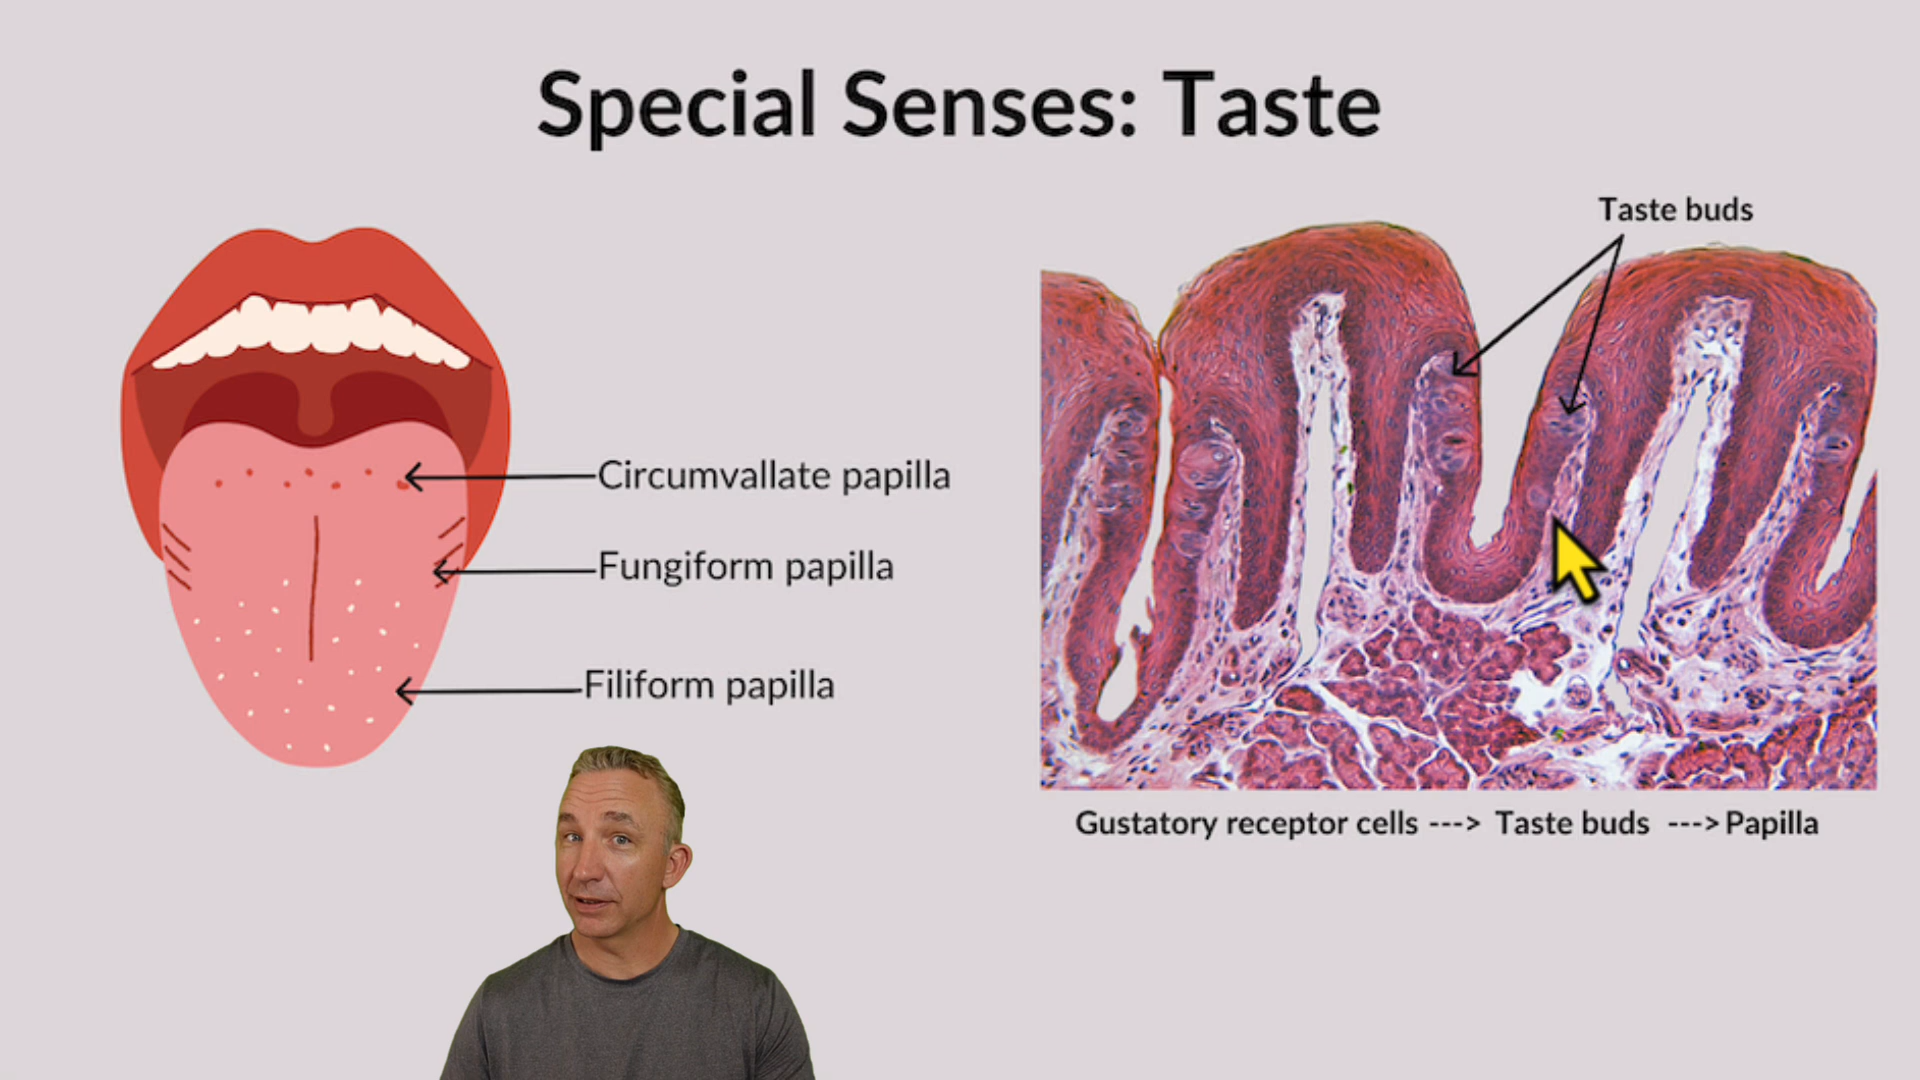 Special Senses: Taste
Taste buds
Circumvallate papilla
Fungiform papilla
Filiform papilla
Gustatory receptor cells ---> Taste buds ---> Papilla